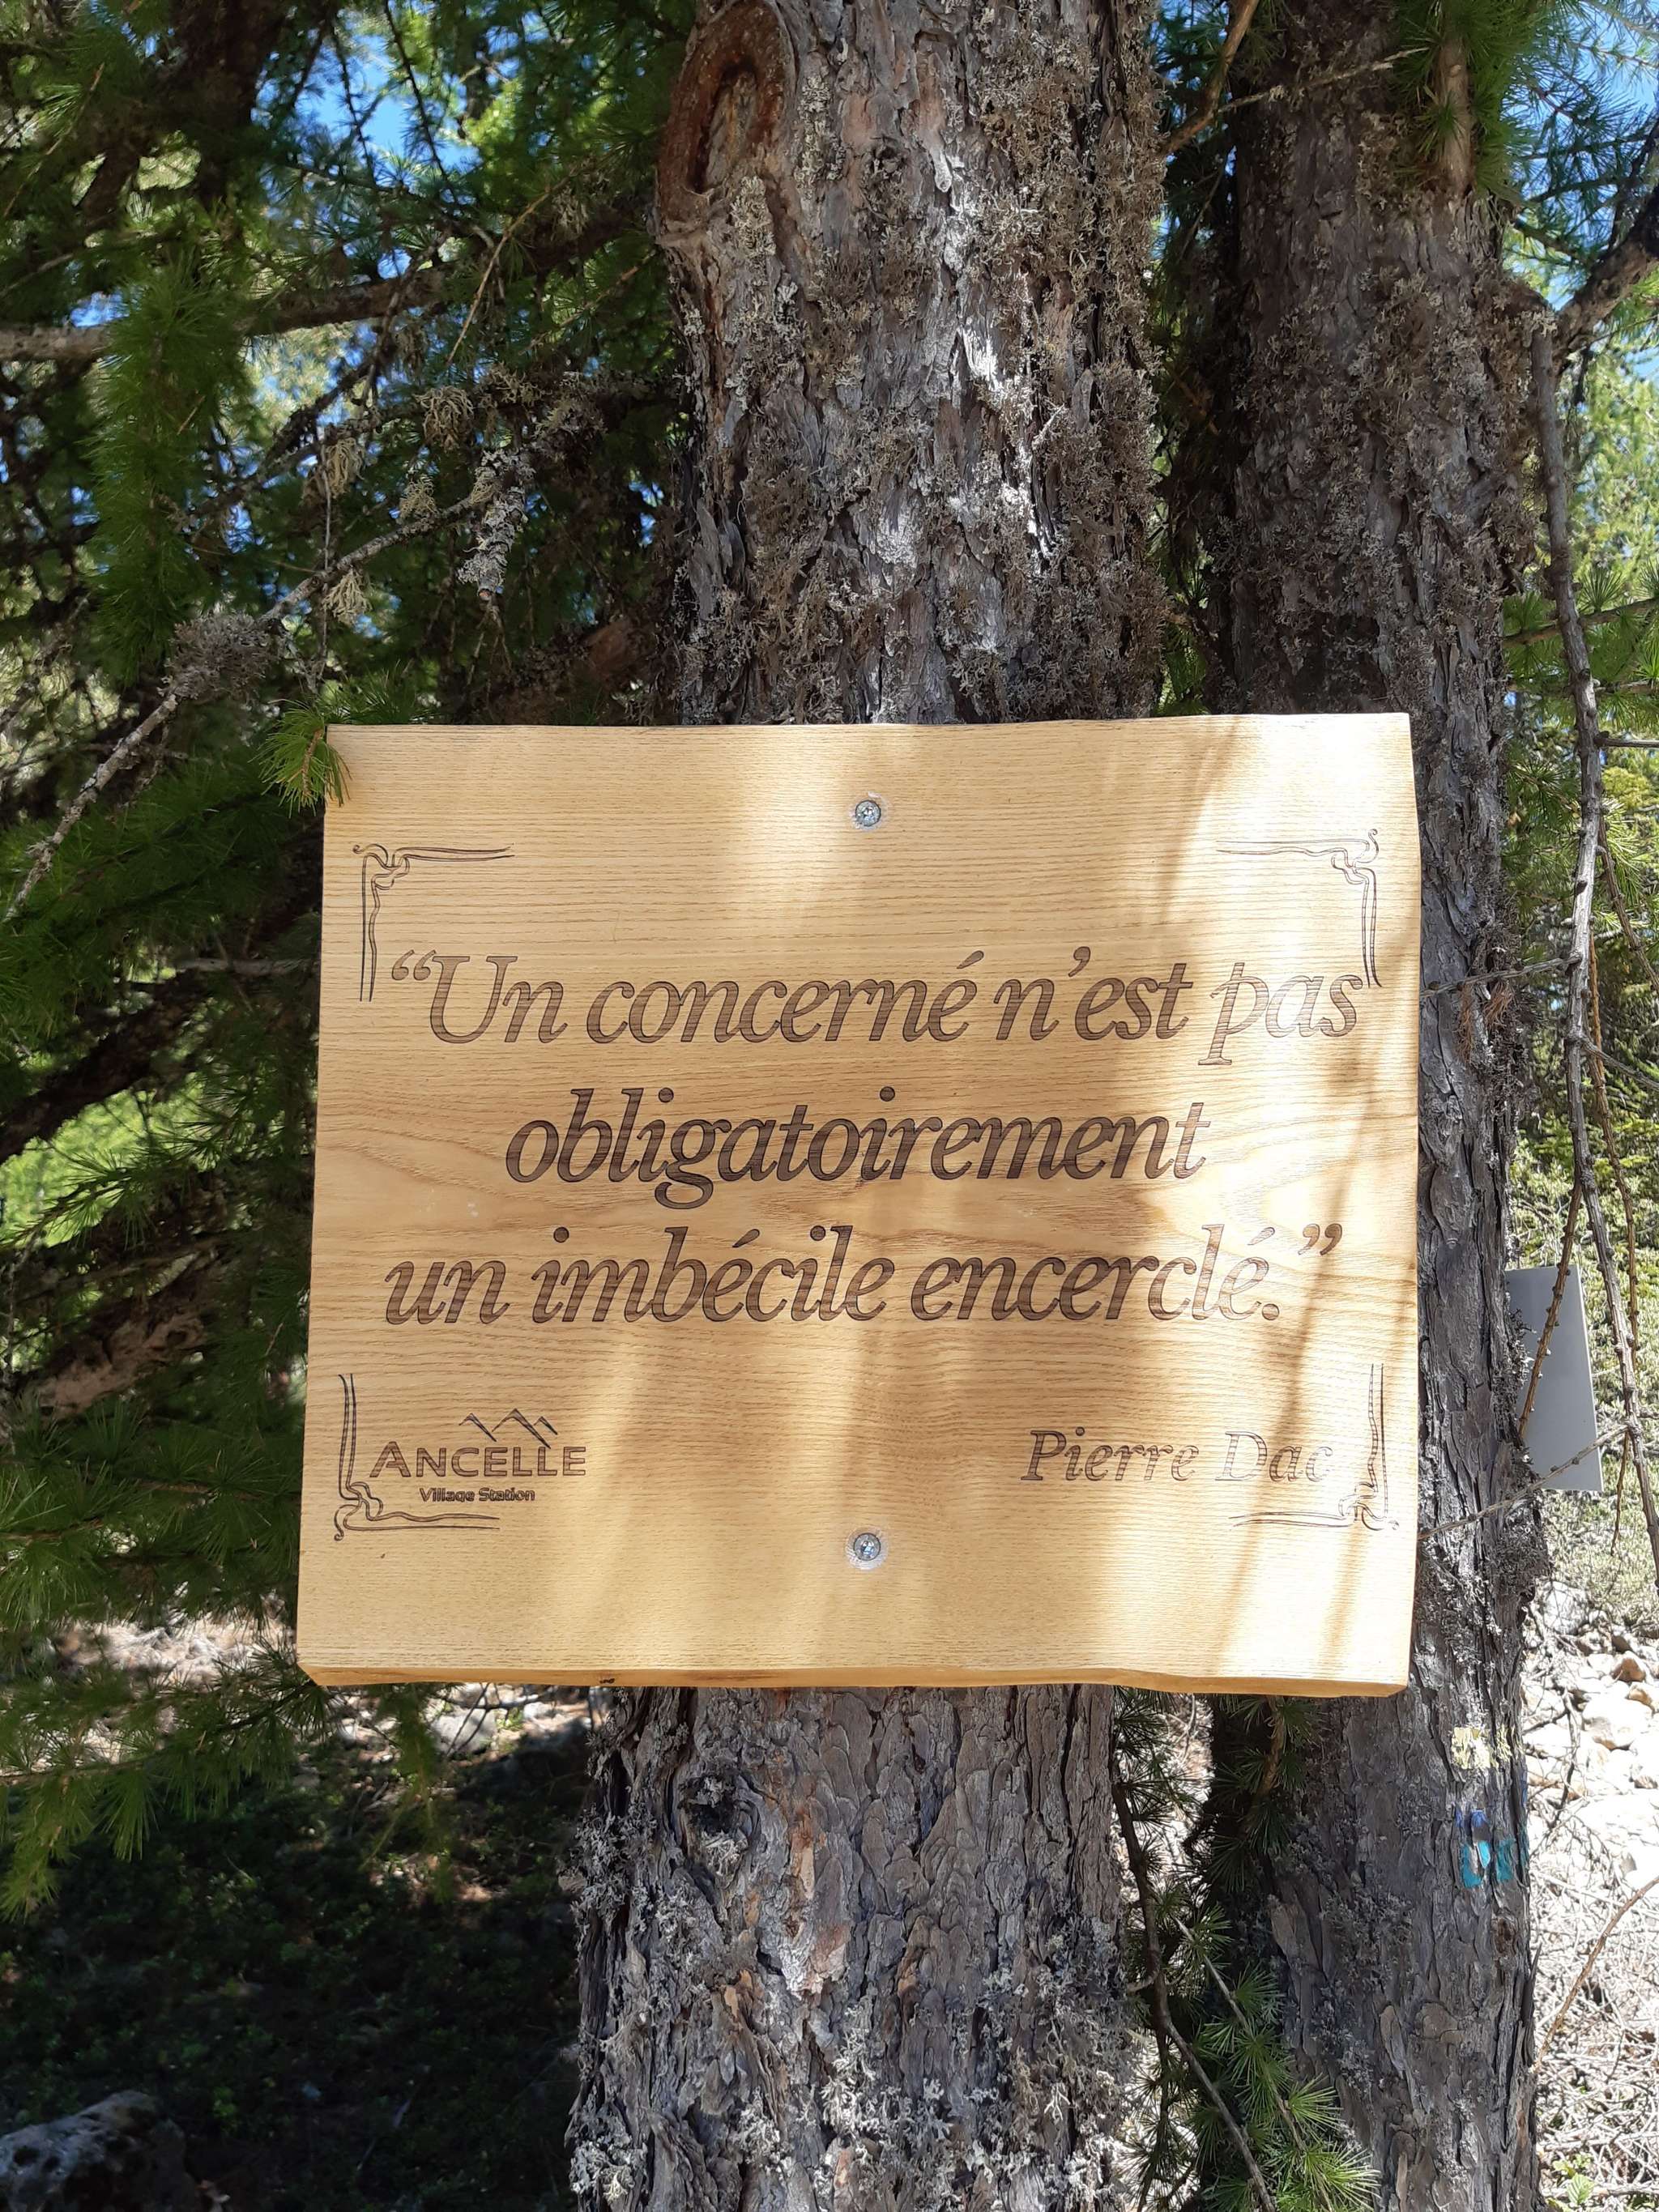 “Un concerné n’est pas
obligatoirement
un imbécile encerclé.”
ANCELLE
Village Station
Pierre Dac